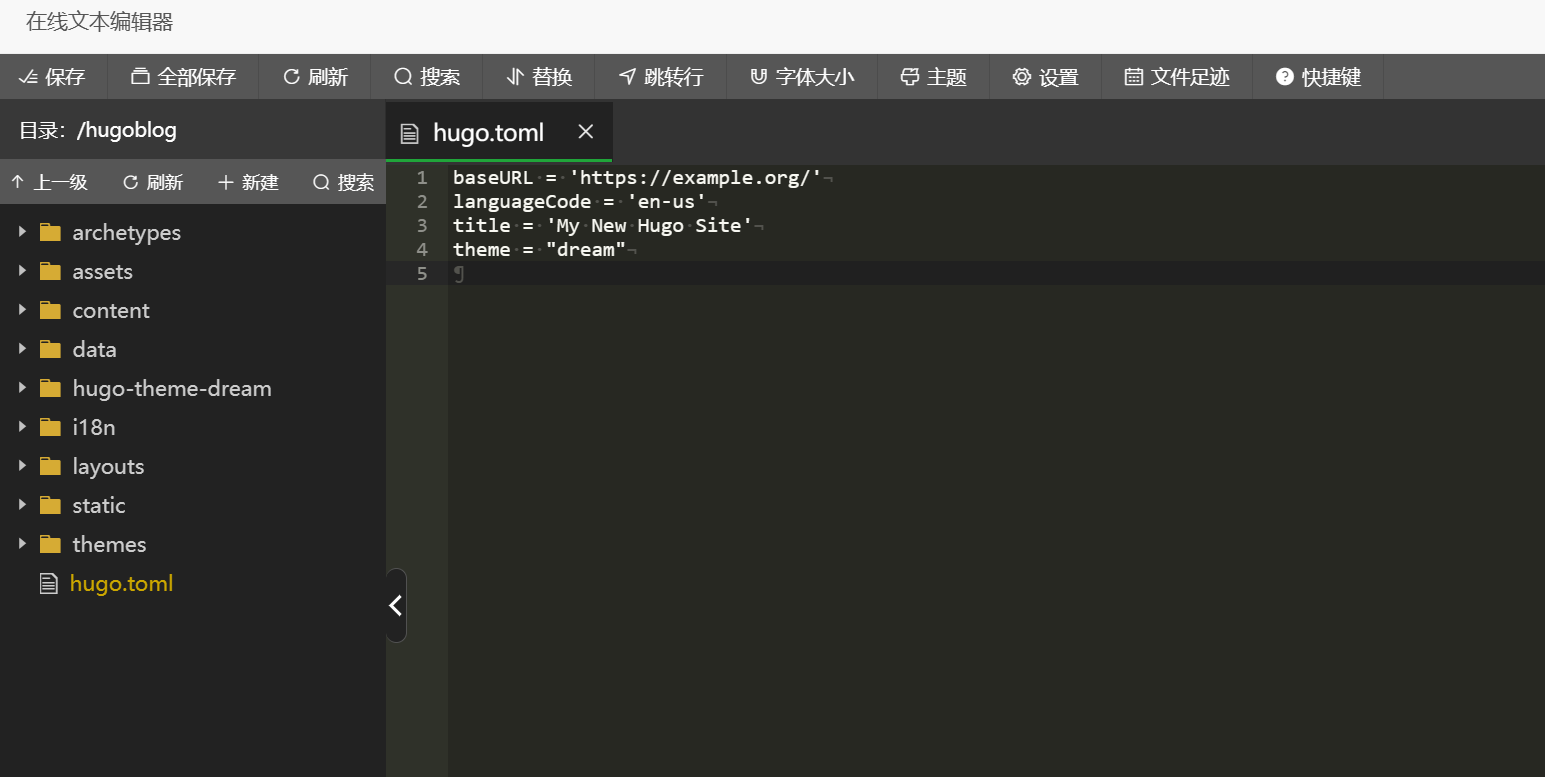 在线文本编辑器
保存 全部保存 刷新 搜索 替换 跳转行 字体大小 主题 设置 文件足迹 快捷键
目录：/hugoblog
上一级 刷新 新建 搜索
archetypes
assets
content
data
hugo-theme-dream
i18n
layouts
static
themes
hugo.toml
hugo.toml
1 baseURL = 'https://example.org/'
2 languageCode = 'en-us'
3 title = 'My New Hugo Site'
4 theme = "dream"
5